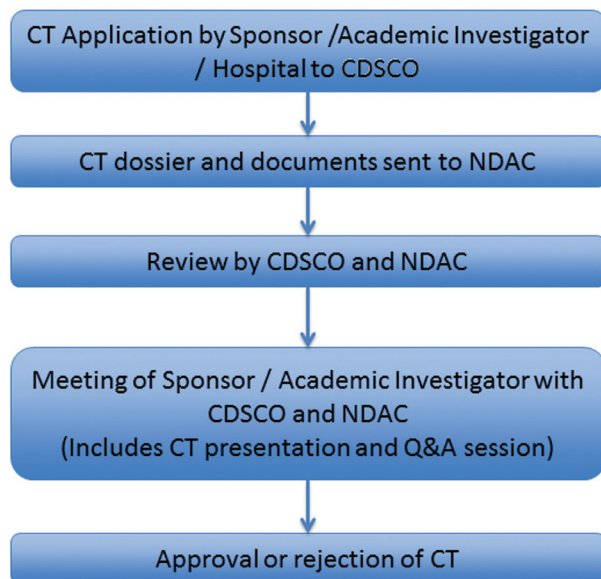 CT Application by Sponsor /Academic Investigator
/ Hospital to CDSCO
CT dossier and documents sent to NDAC
Review by CDSCO and NDAC
Meeting of Sponsor / Academic Investigator with
CDSCO and NDAC
(Includes CT presentation and Q&A session)
Approval or rejection of CT